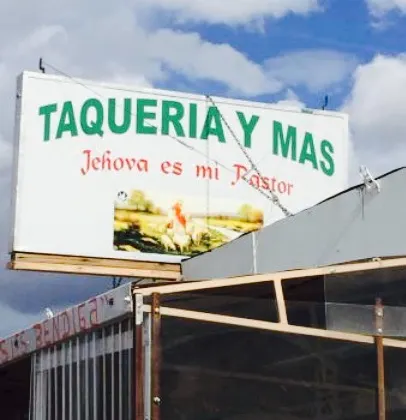 TAQUERIA Y MAS
Jehova es mi Pastor